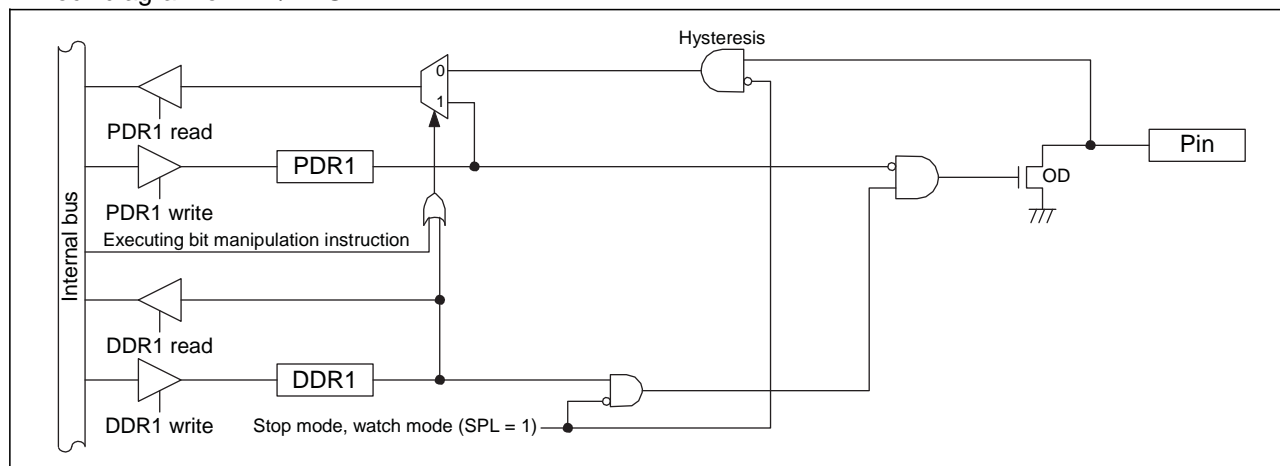 Hysteresis
0
1
PDR1 read
PDR1
Pin
OD
PDR1 write
Executing bit manipulation instruction
Internal bus
DDR1 read
DDR1
DDR1 write
Stop mode, watch mode (SPL = 1)